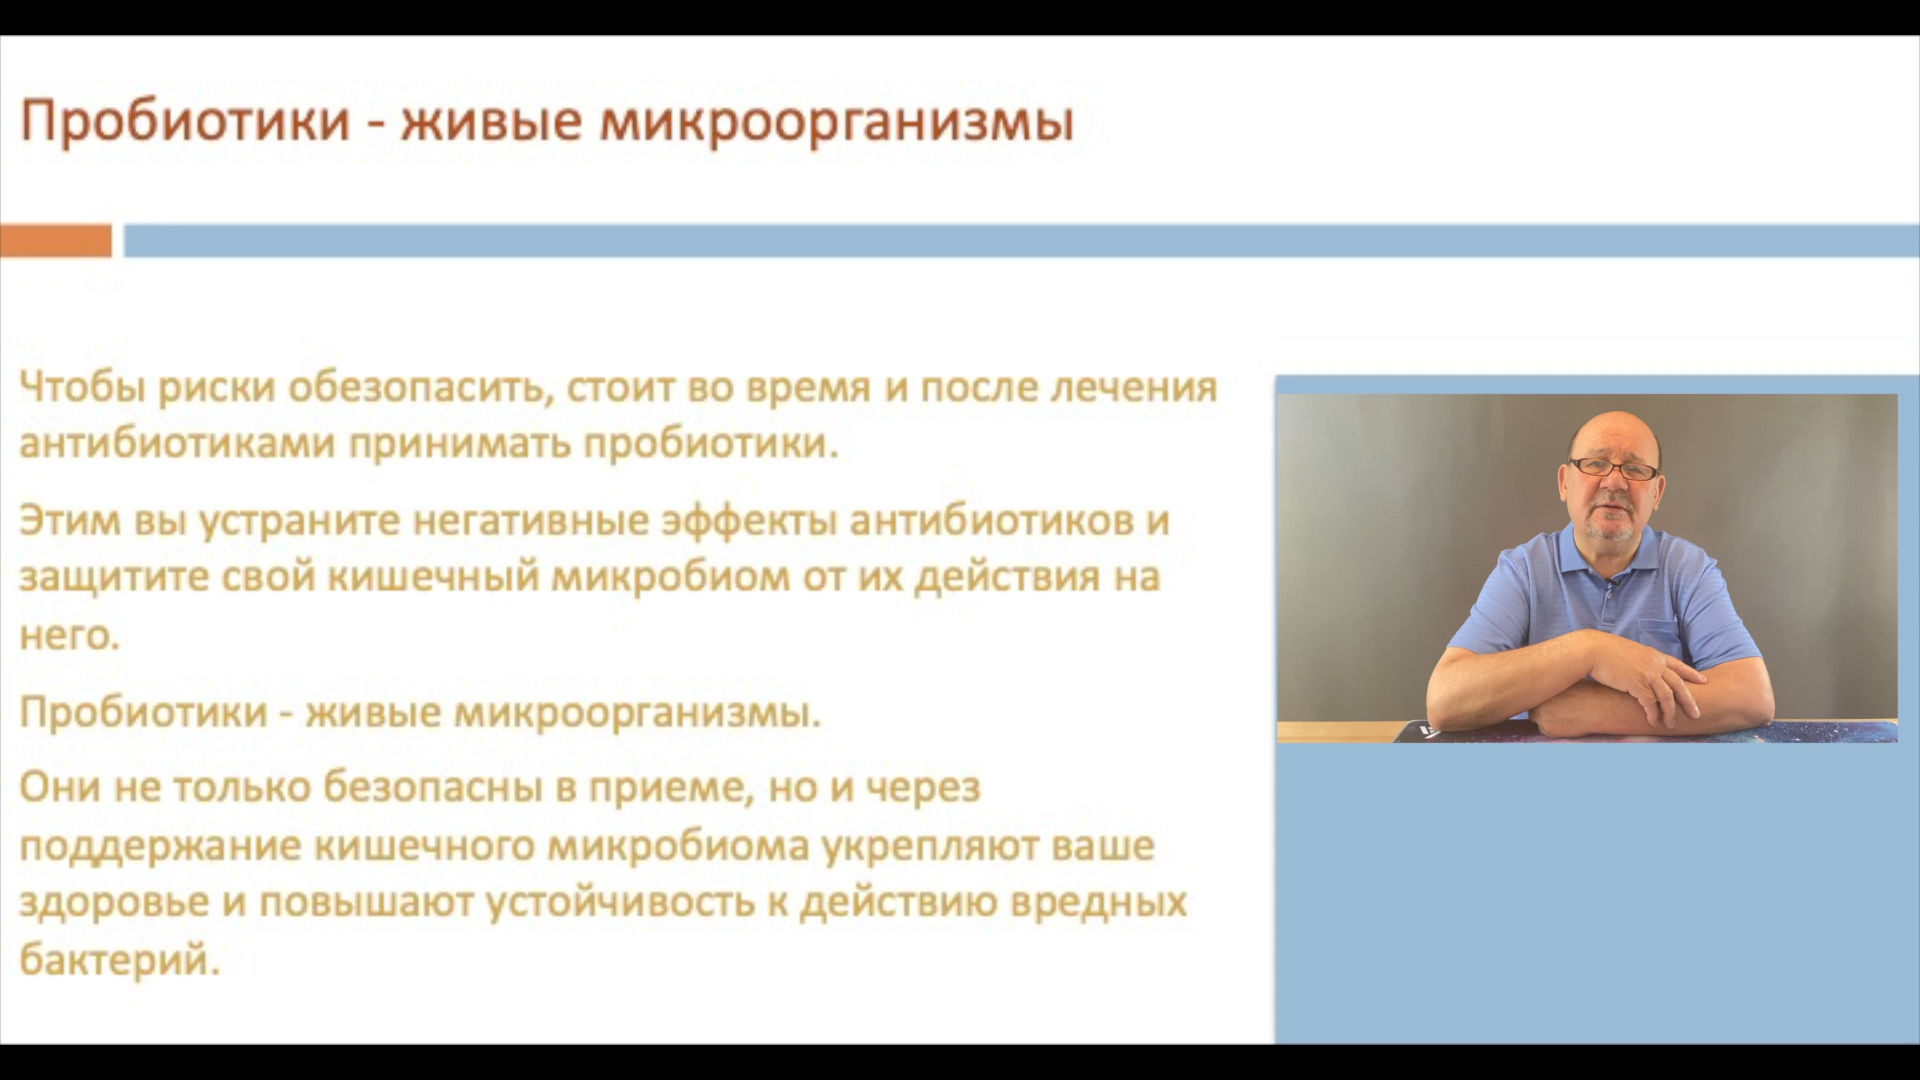 Пробиотики - живые микроорганизмы
Чтобы риски обезопасить, стоит во время и после лечения
антибиотиками принимать пробиотики.
Этим вы устраните негативные эффекты антибиотиков и
защитите свой кишечный микробиом от их действия на
него.
Пробиотики - живые микроорганизмы.
Они не только безопасны в приеме, но и через
поддержание кишечного микробиома укрепляют ваше
здоровье и повышают устойчивость к действию вредных
бактерий.